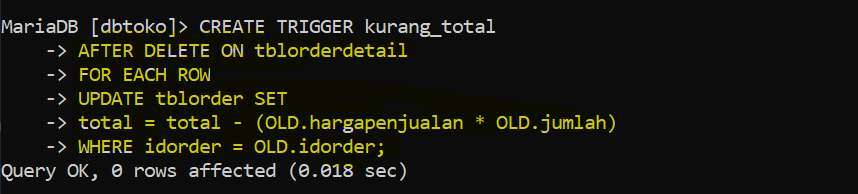 MariaDB [dbtoko]> CREATE TRIGGER kurang_total
-> AFTER DELETE ON tblorderdetail
-> FOR EACH ROW
-> UPDATE tblorder SET
-> total = total - (OLD.hargapenjualan * OLD.jumlah)
-> WHERE idorder = OLD.idorder;
Query OK, 0 rows affected (0.018 sec)